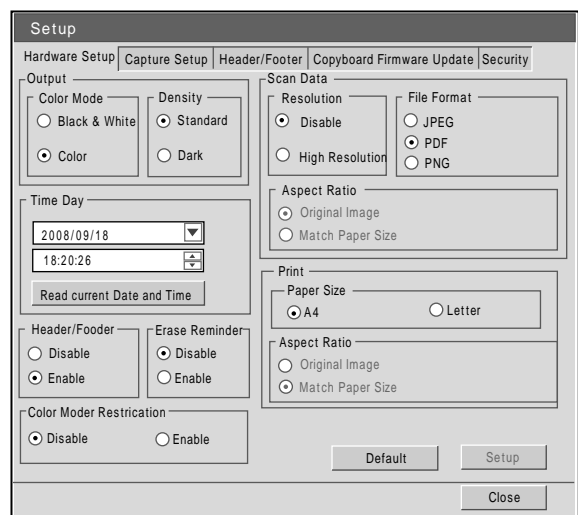 Setup
Hardware Setup Capture Setup Header/Footer Copyboard Firmware Update Security
Output
Color Mode
Black & White
Color
Density
Standard
Dark
Time Day
2008/09/18
18:20:26
Read current Date and Time
Header/Fooder
Disable
Enable
Erase Reminder
Disable
Enable
Color Moder Restrication
Disable
Enable
Scan Data
Resolution
Disable
High Resolution
File Format
JPEG
PDF
PNG
Aspect Ratio
Original Image
Match Paper Size
Print
Paper Size
A4
Letter
Aspect Ratio
Original Image
Match Paper Size
Default
Setup
Close